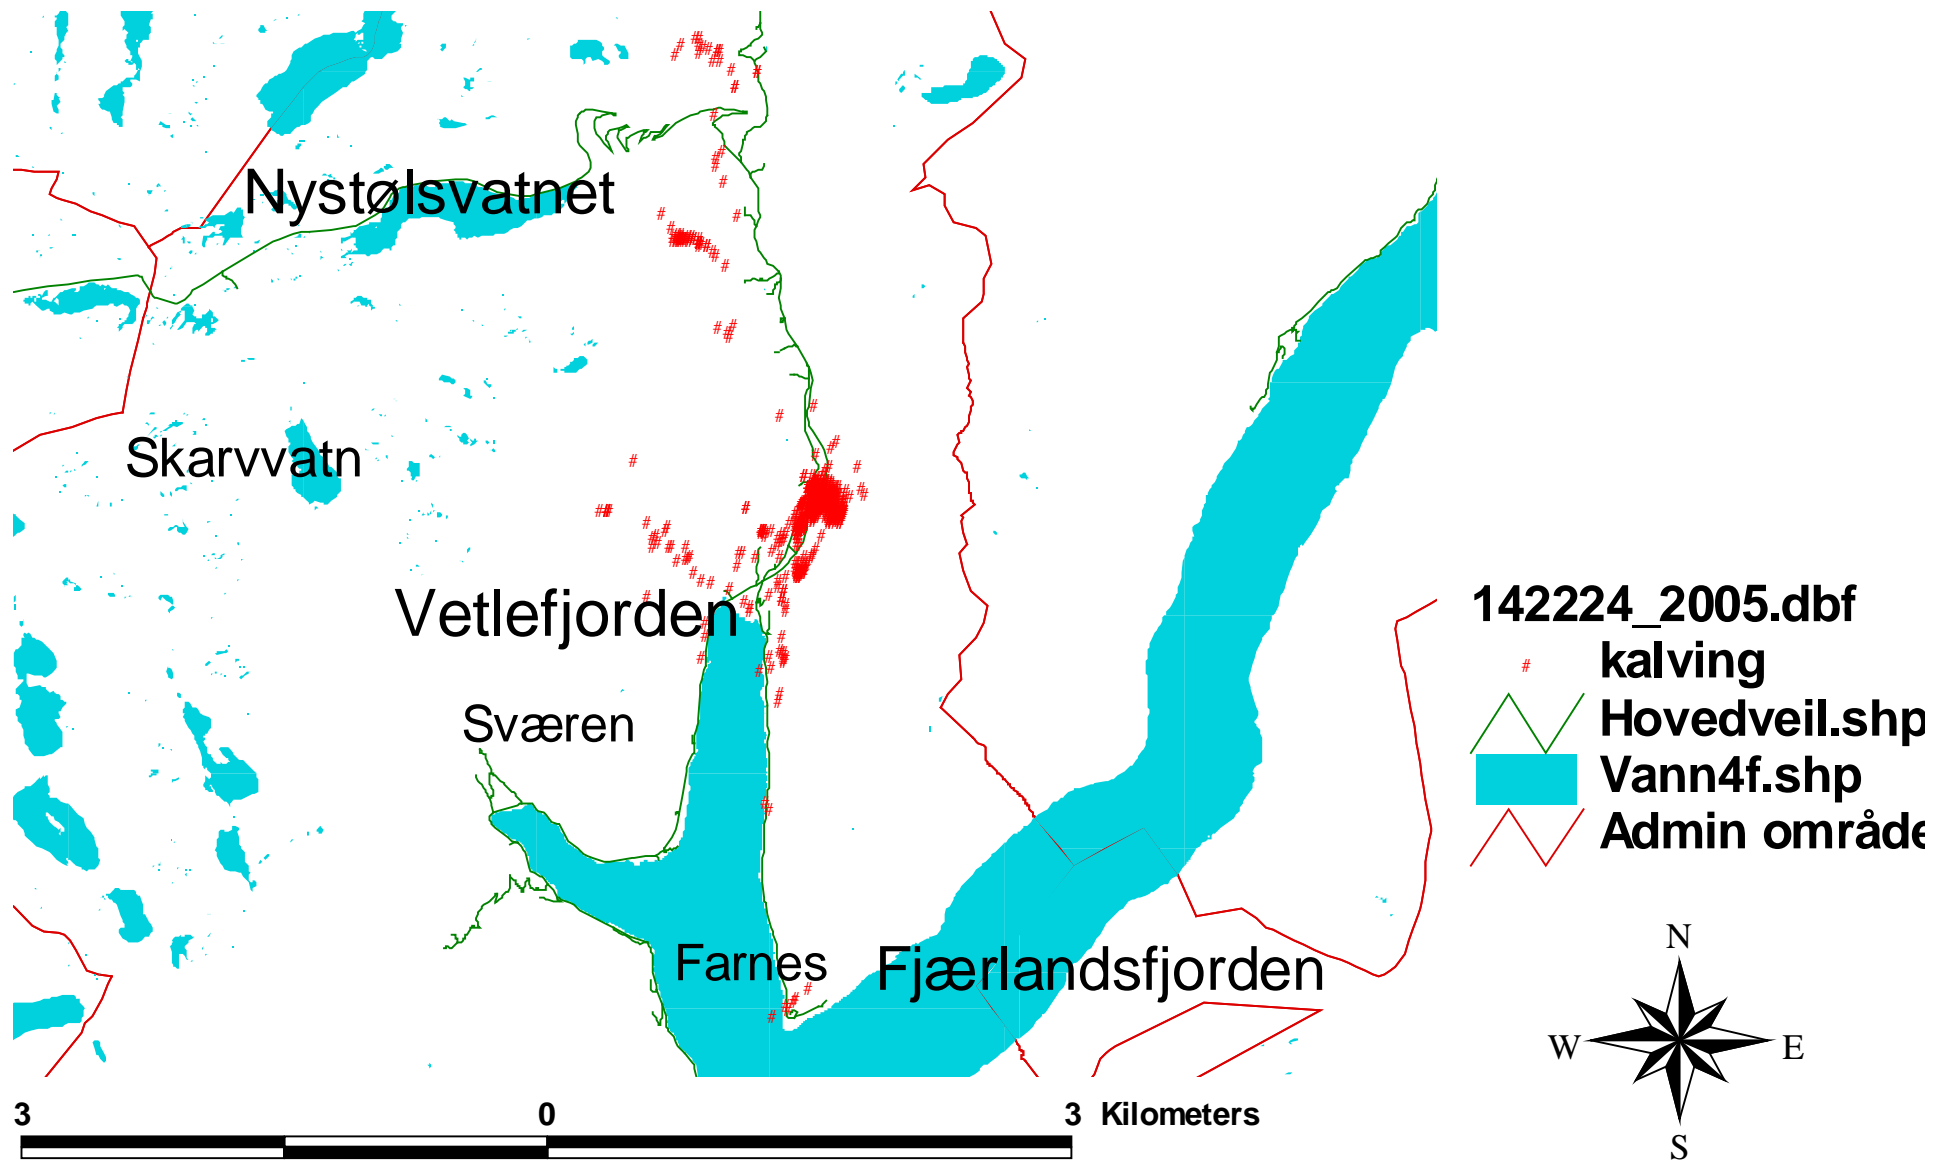 Nystølsvatnet
Skarvvatn
Vetlefjorden
Sværen
Farnes
Fjærlandsfjorden
142224_2005.dbf
# kalving
Hovedveil.shp
Vann4f.shp
Admin område
N
W E
S
3 0 3 Kilometers